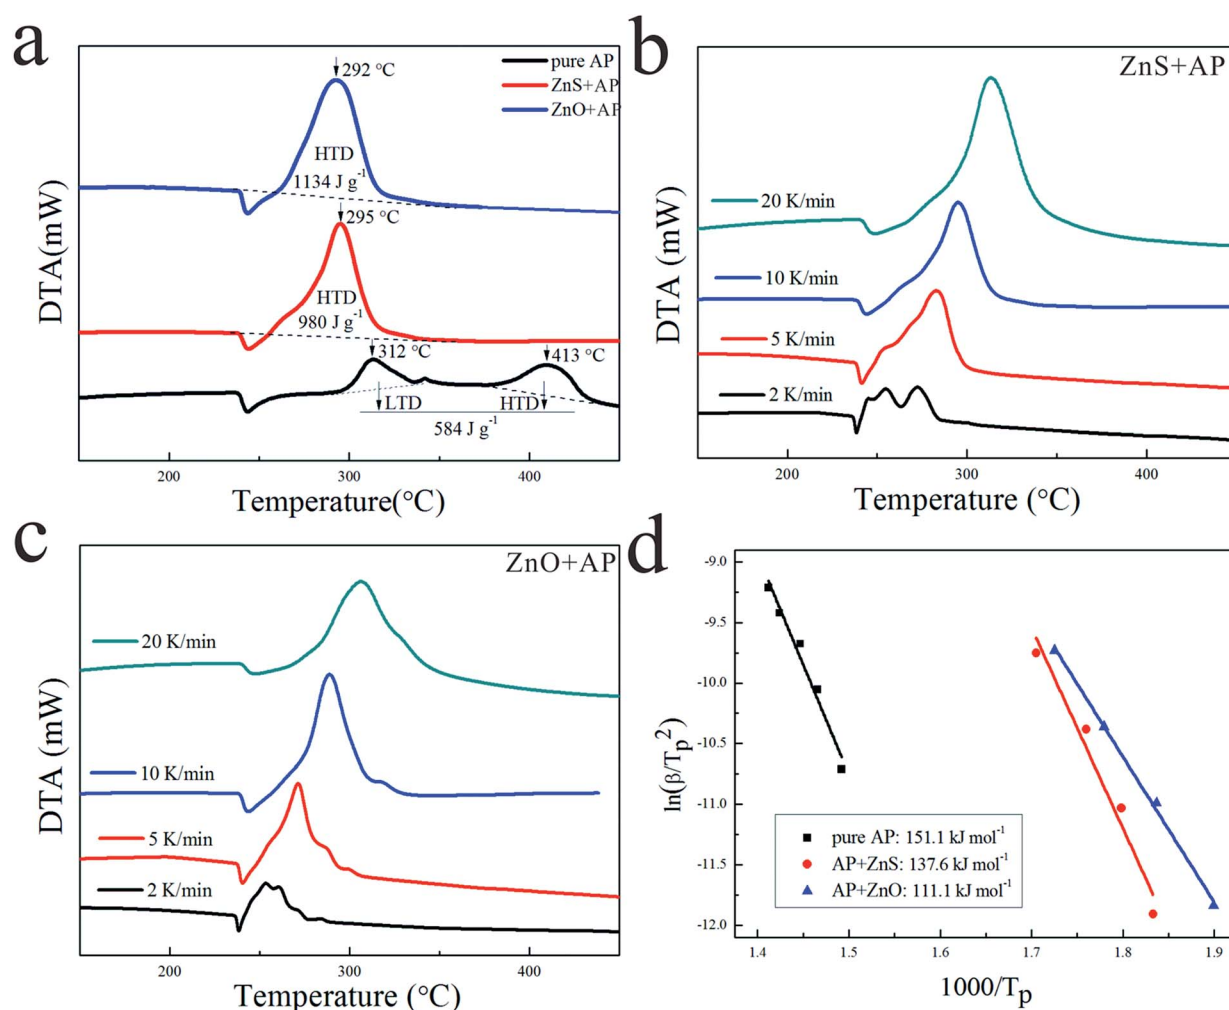 a
pure AP
ZnS+AP
ZnO+AP
292 °C
HTD
1134 J g-1
295 °C
HTD
980 J g-1
312 °C
413 °C
LTD
HTD
584 J g-1
DTA(mW)
200
300
400
Temperature(°C)
b
ZnS+AP
20 K/min
10 K/min
5 K/min
2 K/min
DTA (mW)
200
300
400
Temperature (°C)
c
ZnO+AP
20 K/min
10 K/min
5 K/min
2 K/min
DTA (mW)
200
300
400
Temperature (°C)
d
-9.0
-9.5
-10.0
-10.5
-11.0
-11.5
-12.0
ln(β/Tp2)
pure AP: 151.1 kJ mol-1
AP+ZnS: 137.6 kJ mol-1
AP+ZnO: 111.1 kJ mol-1
1.4
1.5
1.6
1.7
1.8
1.9
1000/Tp